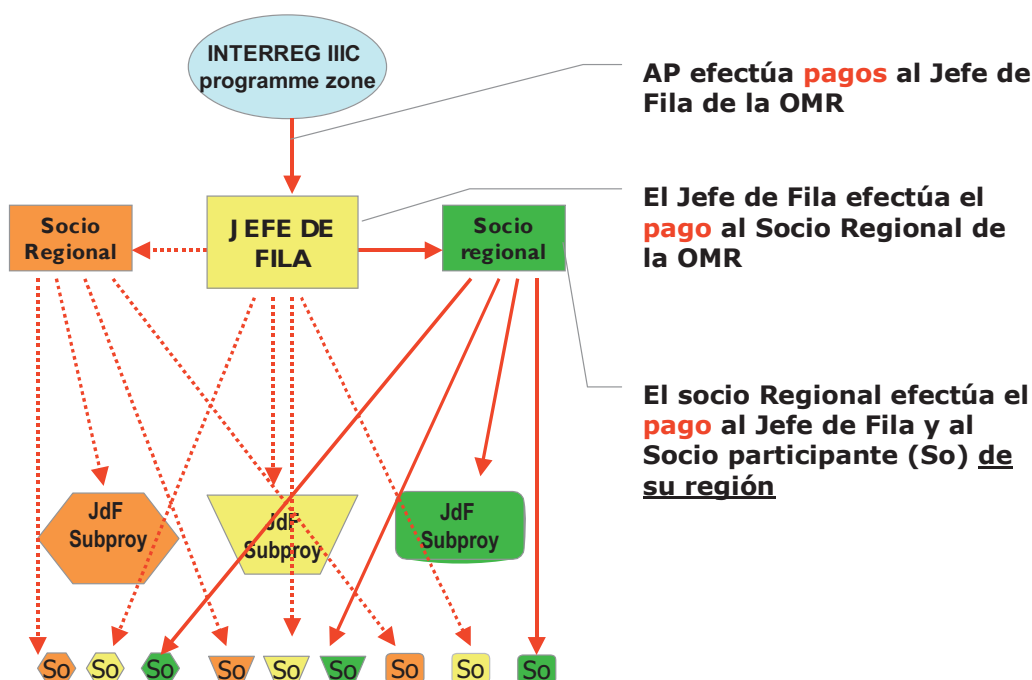 INTERREG IIIC
programme zone
AP efectúa pagos al Jefe de
Fila de la OMR
Socio
Regional
JEFE DE
FILA
Socio
regional
El Jefe de Fila efectúa el
pago al Socio Regional de
la OMR
El socio Regional efectúa el
pago al Jefe de Fila y al
Socio participante (So) de
su región
JdF
Subproy
JdF
Subproy
JdF
Subproy
So So So So So So So So So